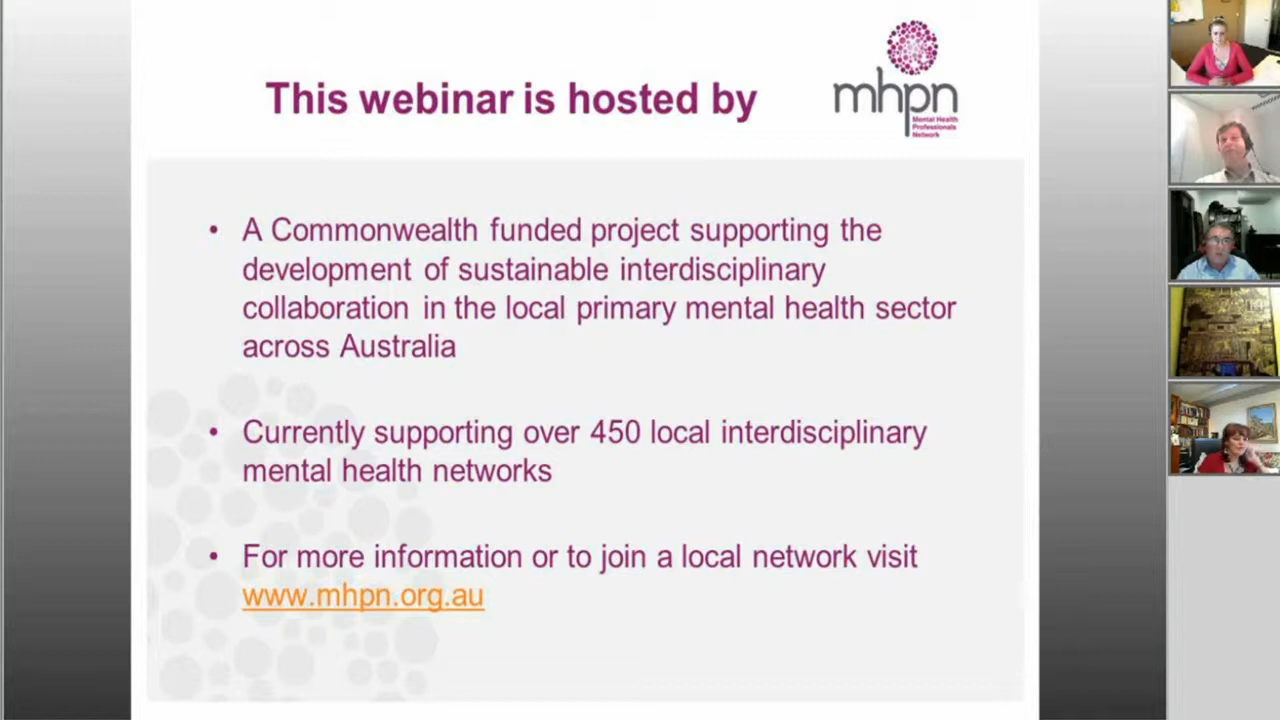 This webinar is hosted by
mhpn
Mental Health
Professionals
Network
• A Commonwealth funded project supporting the
development of sustainable interdisciplinary
collaboration in the local primary mental health sector
across Australia
• Currently supporting over 450 local interdisciplinary
mental health networks
• For more information or to join a local network visit
www.mhpn.org.au